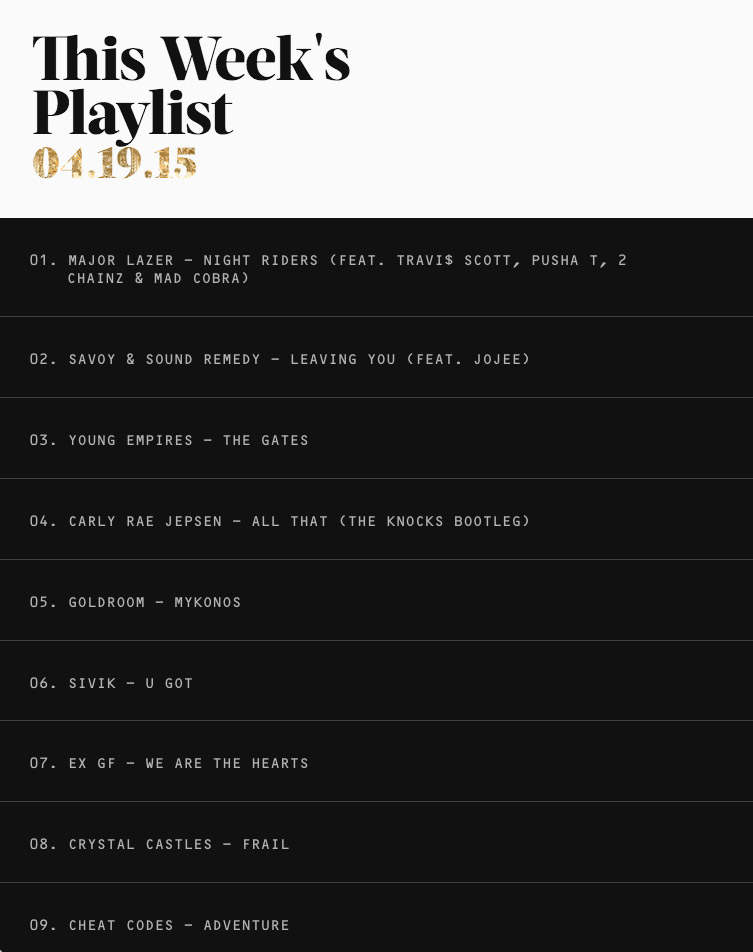 This Week's
Playlist
04.19.15
01. MAJOR LAZER – NIGHT RIDERS (FEAT. TRAVI$ SCOTT, PUSHA T, 2
CHAINZ & MAD COBRA)
02. SAVOY & SOUND REMEDY – LEAVING YOU (FEAT. JOJEE)
03. YOUNG EMPIRES – THE GATES
04. CARLY RAE JEPSEN – ALL THAT (THE KNOCKS BOOTLEG)
05. GOLDROOM – MYKONOS
06. SIVIK – U GOT
07. EX GF – WE ARE THE HEARTS
08. CRYSTAL CASTLES – FRAIL
09. CHEAT CODES – ADVENTURE